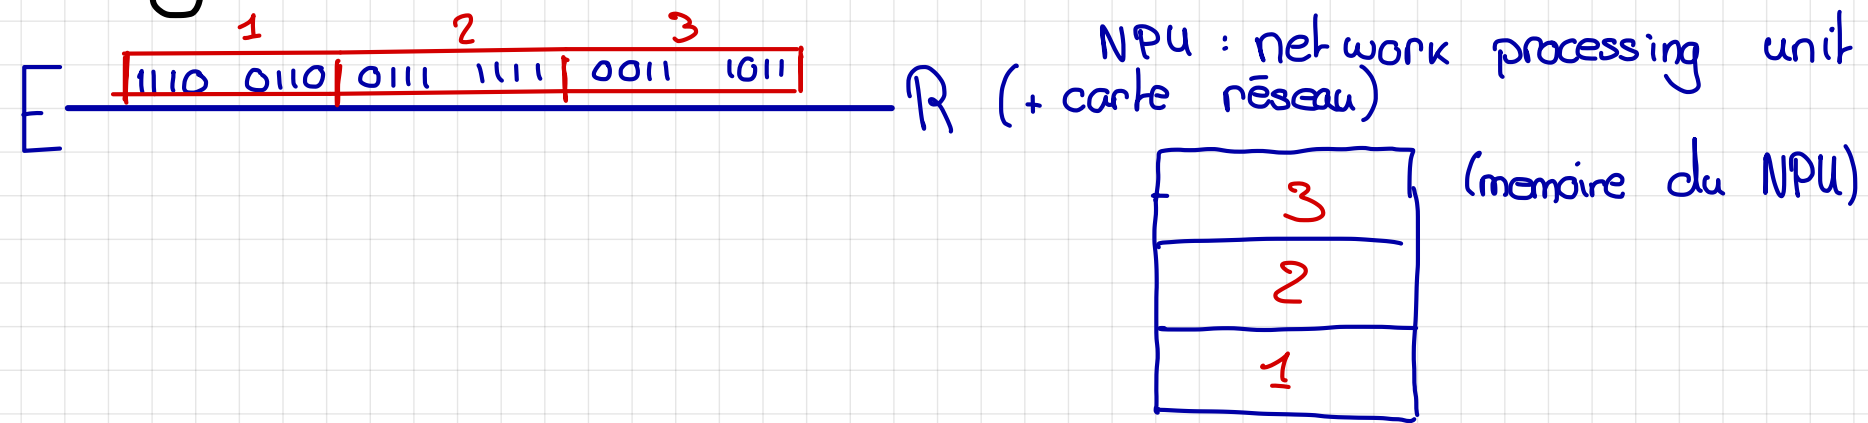 1 2 3
1110 0110 0111 1111 0011 1011
E R
NPU : network processing unit
(+ carte réseau)
(memoire du NPU)
3
2
1